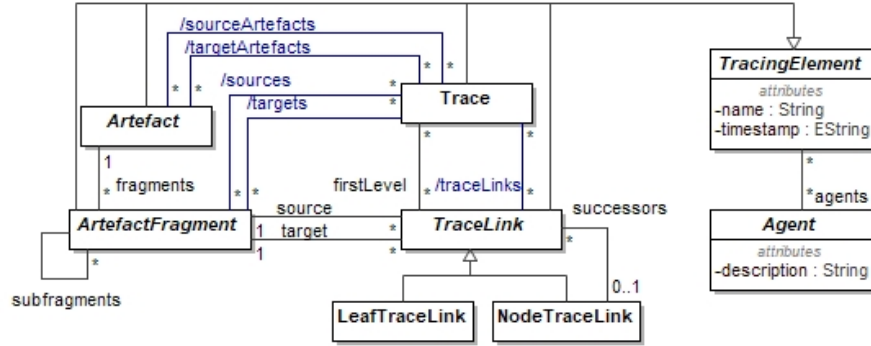 /sourceArtefacts
/targetArtefacts
/sources
/targets
* *
* *
*
*
Artefact
Trace
TracingElement
attributes
-name : String
-timestamp : EString
1
* fragments
* *
* *
firstLevel * /traceLinks *
*
*agents
ArtefactFragment
source
target
1
1
*
*
TraceLink
successors
*
Agent
attributes
-description : String
*
subfragments
0..1
LeafTraceLink
NodeTraceLink